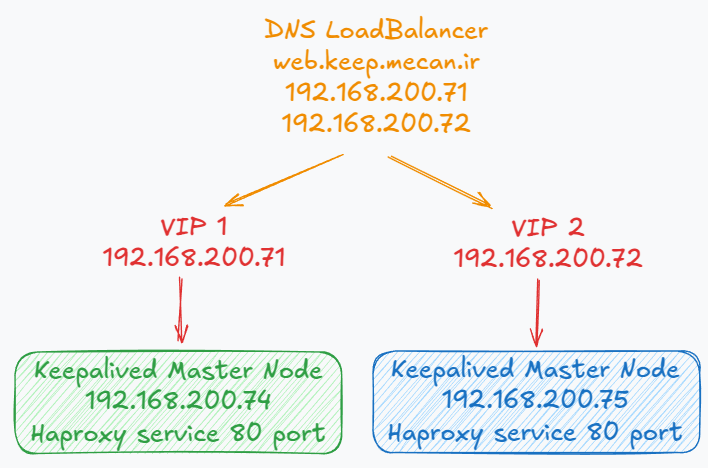 DNS LoadBalancer
web.keep.mecan.ir
192.168.200.71
192.168.200.72
VIP 1
192.168.200.71
VIP 2
192.168.200.72
Keepalived Master Node
192.168.200.74
Haproxy service 80 port
Keepalived Master Node
192.168.200.75
Haproxy service 80 port